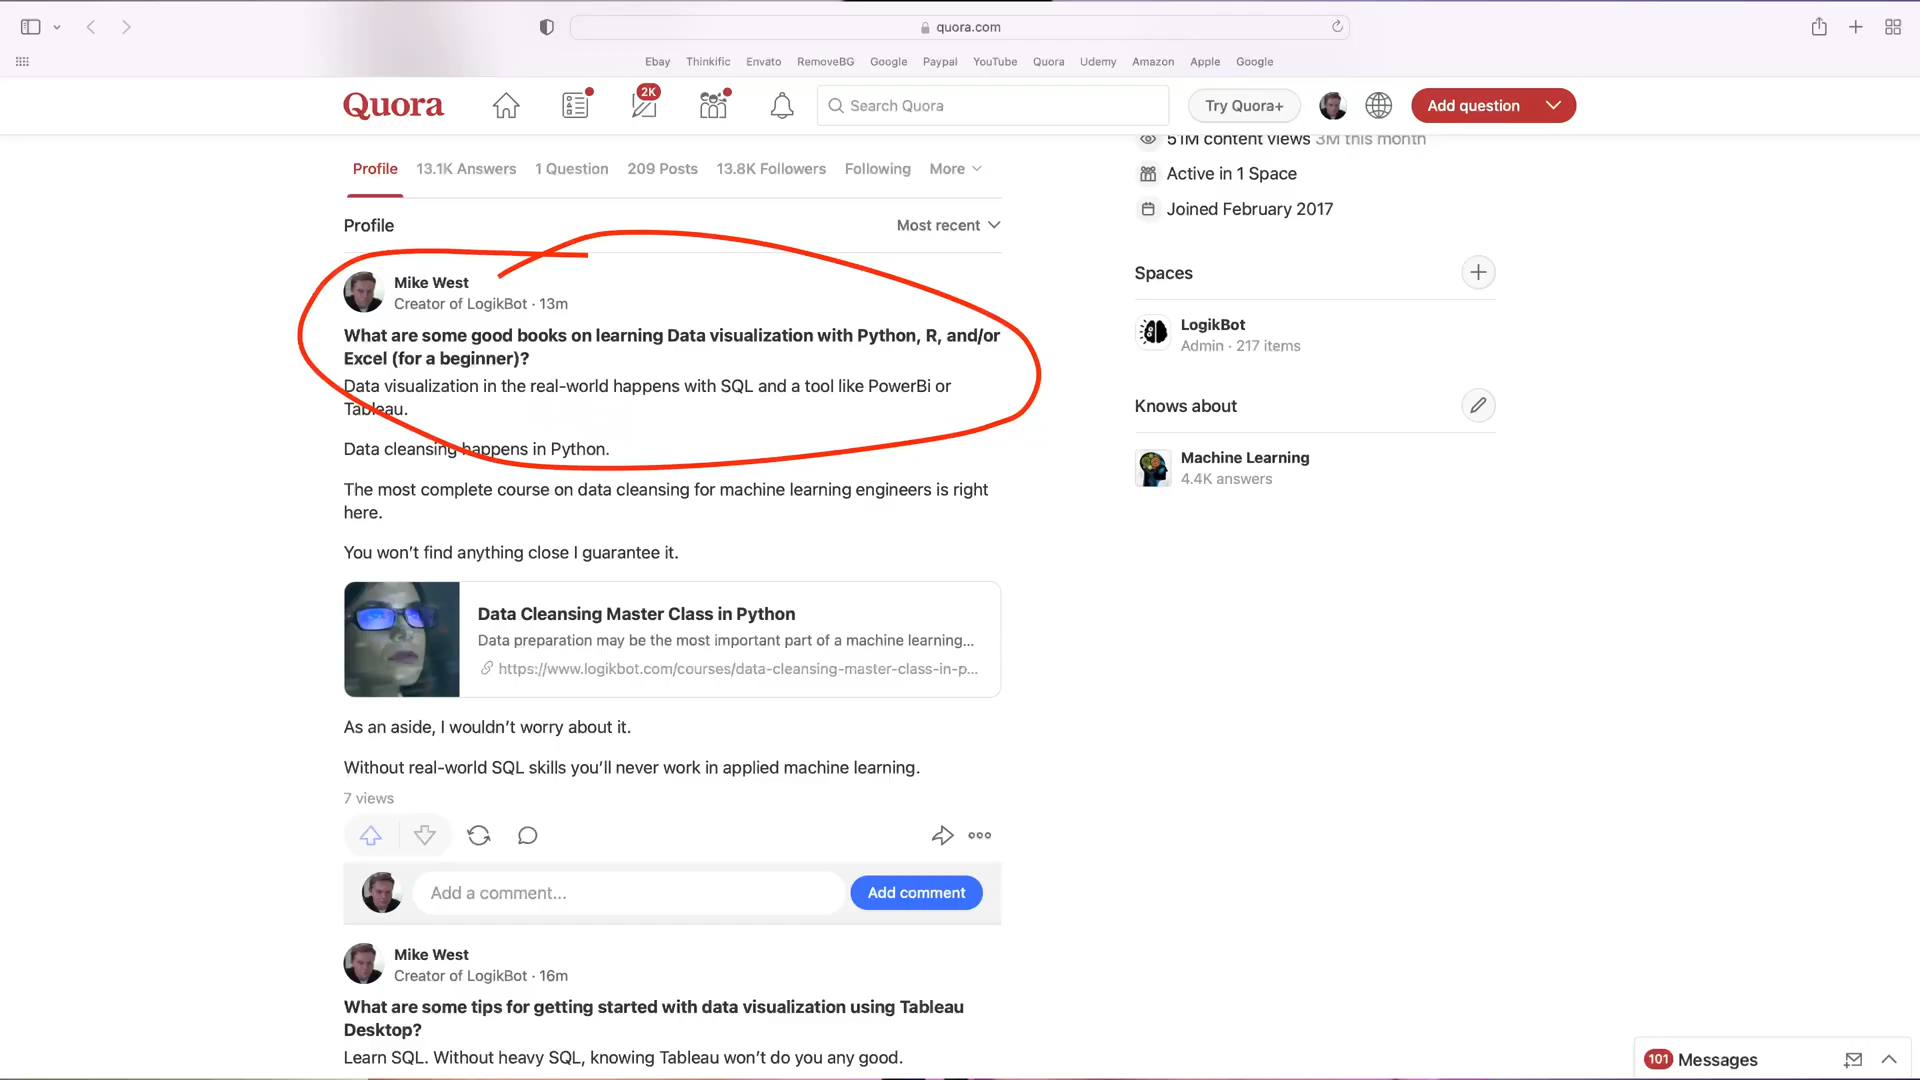 quora.com
Ebay Thinkific Envato RemoveBG Google Paypal YouTube Quora Udemy Amazon Apple Google
Quora
2K
Search Quora
Try Quora+
Add question
51M content views 3M this month
Active in 1 Space
Joined February 2017
Profile 13.1K Answers 1 Question 209 Posts 13.8K Followers Following More
Profile
Most recent
Mike West
Creator of LogikBot · 13m
What are some good books on learning Data visualization with Python, R, and/or
Excel (for a beginner)?
Data visualization in the real-world happens with SQL and a tool like PowerBi or
Tableau.
Data cleansing happens in Python.
The most complete course on data cleansing for machine learning engineers is right
here.
You won’t find anything close I guarantee it.
Data Cleansing Master Class in Python
Data preparation may be the most important part of a machine learning...
https://www.logikbot.com/courses/data-cleansing-master-class-in-p...
As an aside, I wouldn’t worry about it.
Without real-world SQL skills you’ll never work in applied machine learning.
7 views
Add a comment...
Add comment
Mike West
Creator of LogikBot · 16m
What are some tips for getting started with data visualization using Tableau
Desktop?
Learn SQL. Without heavy SQL, knowing Tableau won’t do you any good.
Spaces
LogikBot
Admin · 217 items
Knows about
Machine Learning
4.4K answers
101 Messages